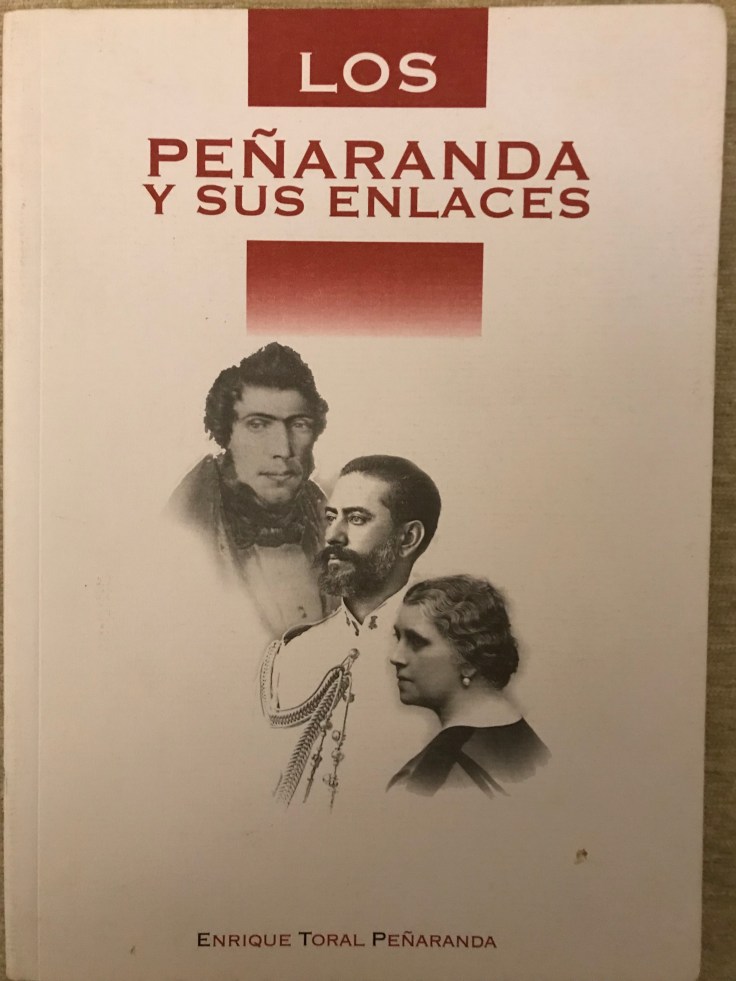 LOS
PEÑARANDA
Y SUS ENLACES
ENRIQUE TORAL PEÑARANDA